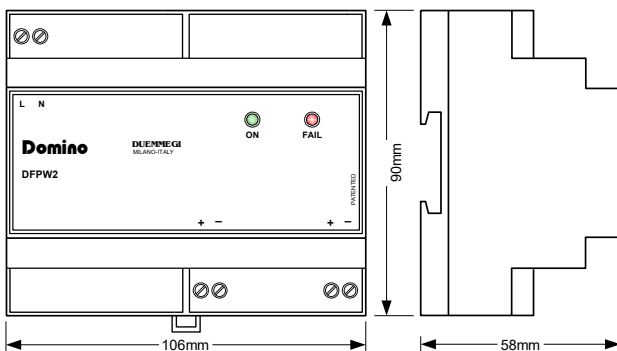 L N
Domino
DUEMMEGI
MILANO-ITALY
ON
FAIL
DFPW2
PATENTED
+ –
+ –
90mm
106mm
58mm